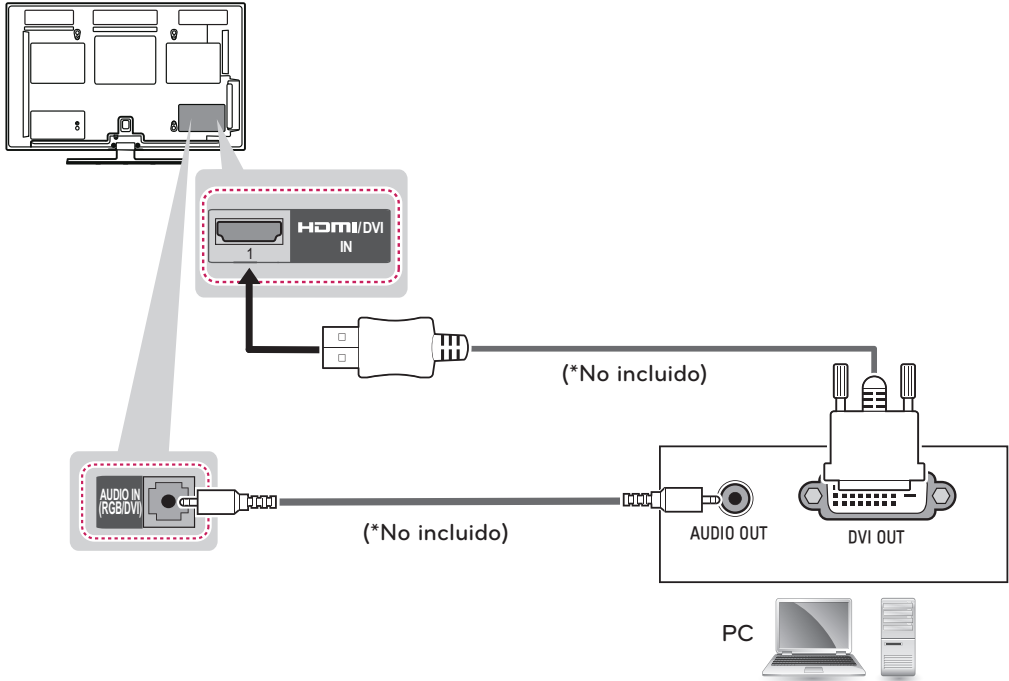 HDMI/DVI
IN
1
(*No incluido)
AUDIO IN
(RGB/DVI)
(*No incluido)
AUDIO OUT
DVI OUT
PC